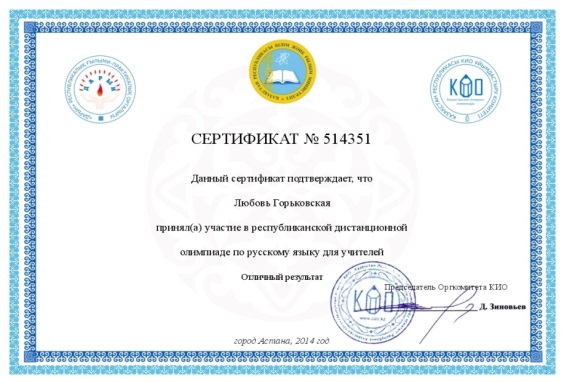 СЕРТИФИКАТ № 514351
Данный сертификат подтверждает, что
Любовь Горьковская
принял(а) участие в республиканской дистанционной
олимпиаде по русскому языку для учителей
Отличный результат
Председатель Оргкомитета КИО
Д. Зиновьев
город Астана, 2014 год